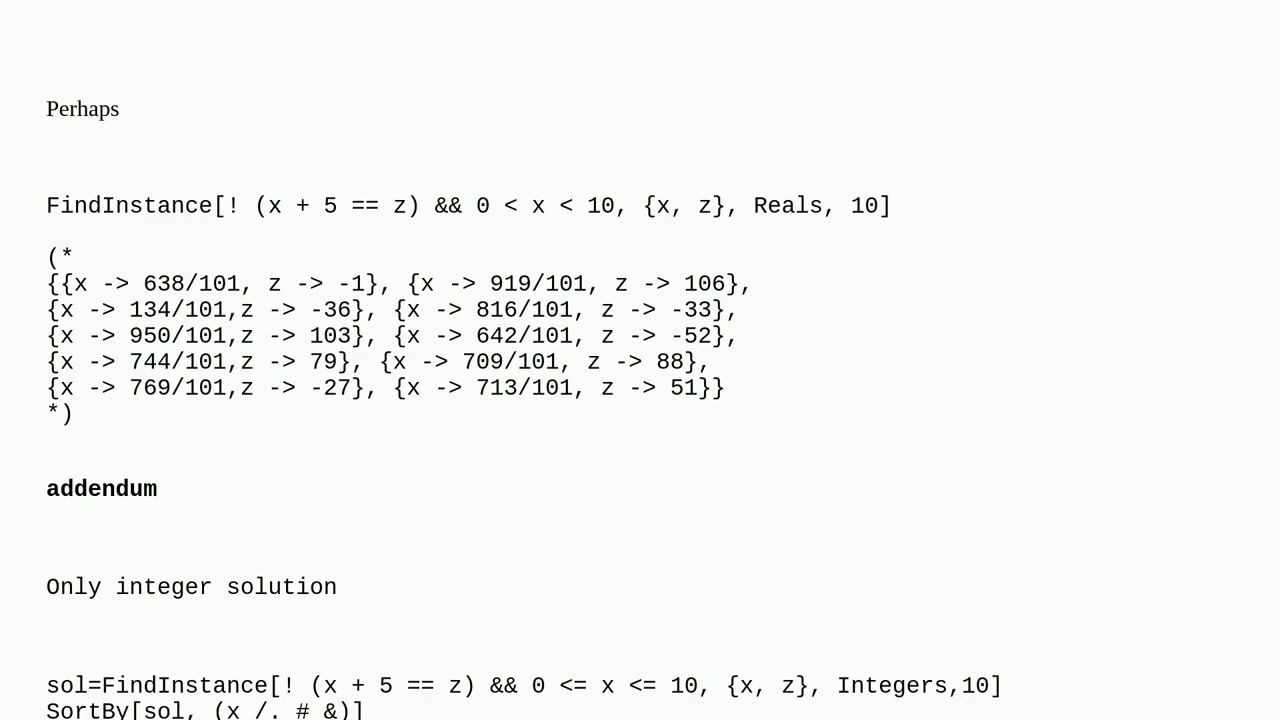 Perhaps
FindInstance[! (x + 5 == z) && 0 < x < 10, {x, z}, Reals, 10]
(*
{{x -> 638/101, z -> -1}, {x -> 919/101, z -> 106},
{x -> 134/101,z -> -36}, {x -> 816/101, z -> -33},
{x -> 950/101,z -> 103}, {x -> 642/101, z -> -52},
{x -> 744/101,z -> 79}, {x -> 709/101, z -> 88},
{x -> 769/101,z -> -27}, {x -> 713/101, z -> 51}}
*)
addendum
Only integer solution
sol=FindInstance[! (x + 5 == z) && 0 <= x <= 10, {x, z}, Integers,10]
SortBy[sol, (x /. # &)]